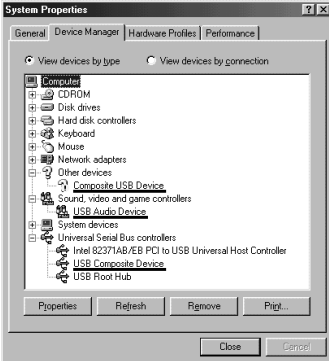 System Properties
General Device Manager Hardware Profiles Performance
View devices by type View devices by connection
Computer
CDROM
Disk drives
Hard disk controllers
Keyboard
Mouse
Network adapters
Other devices
Composite USB Device
Sound, video and game controllers
USB Audio Device
System devices
Universal Serial Bus controllers
Intel 82371AB/EB PCI to USB Universal Host Controller
USB Composite Device
USB Root Hub
Properties Refresh Remove Print...
Close Cancel